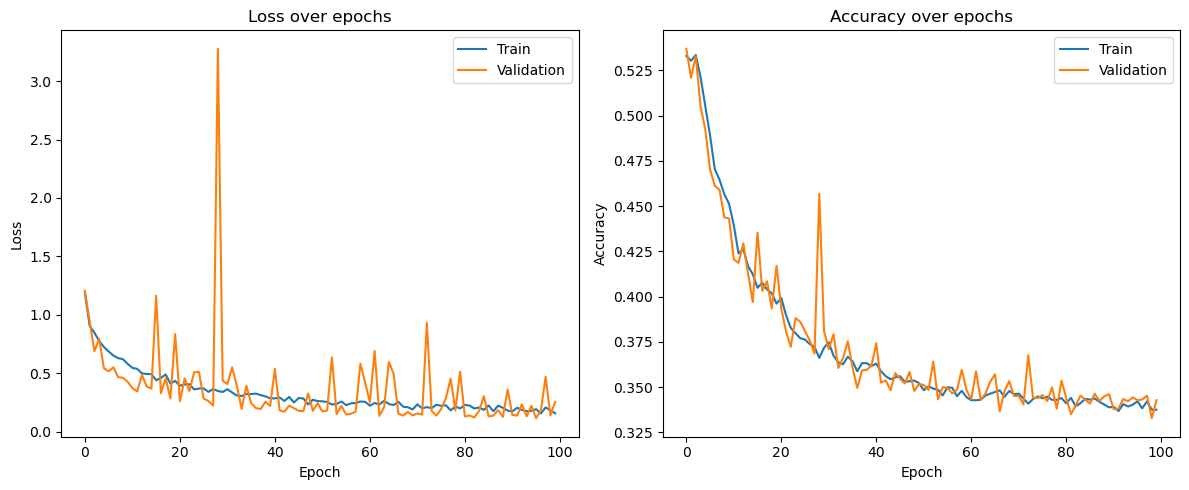 Loss over epochs
Train
Validation
3.0
2.5
2.0
1.5
1.0
0.5
0.0
Loss
0
20
40
60
80
100
Epoch
Accuracy over epochs
Train
Validation
0.525
0.500
0.475
0.450
0.425
0.400
0.375
0.350
0.325
Accuracy
0
20
40
60
80
100
Epoch